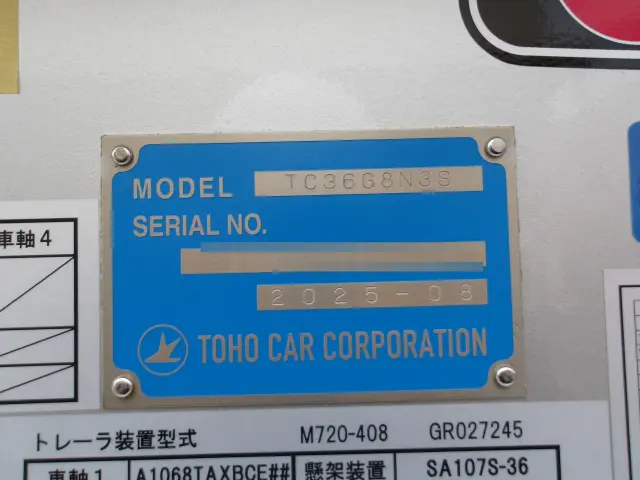 MODEL TC36G8N3S
SERIAL NO.
2025-08
TOHO CAR CORPORATION
車軸4
トレーラ装置型式 M720-408 GR027245
車軸1 A1068TAXBCE## 懸架装置 SA107S-36